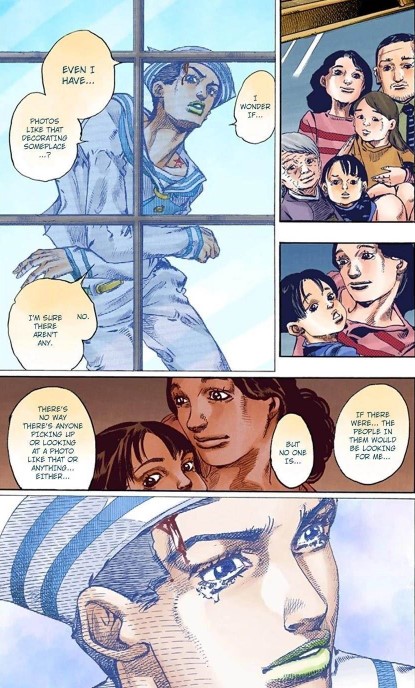 I
WONDER
IF...
EVEN I
HAVE...
PHOTOS
LIKE THAT
DECORATING
SOMEPLACE
...?
NO.
I'M SURE
THERE
AREN'T
ANY.
IF THERE
WERE... THE
PEOPLE IN
THEM WOULD
BE LOOKING
FOR ME...
BUT
NO ONE
IS...
THERE'S
NO WAY
THERE'S ANYONE
PICKING UP
OR LOOKING
AT A PHOTO
LIKE THAT OR
ANYTHING...
EITHER...